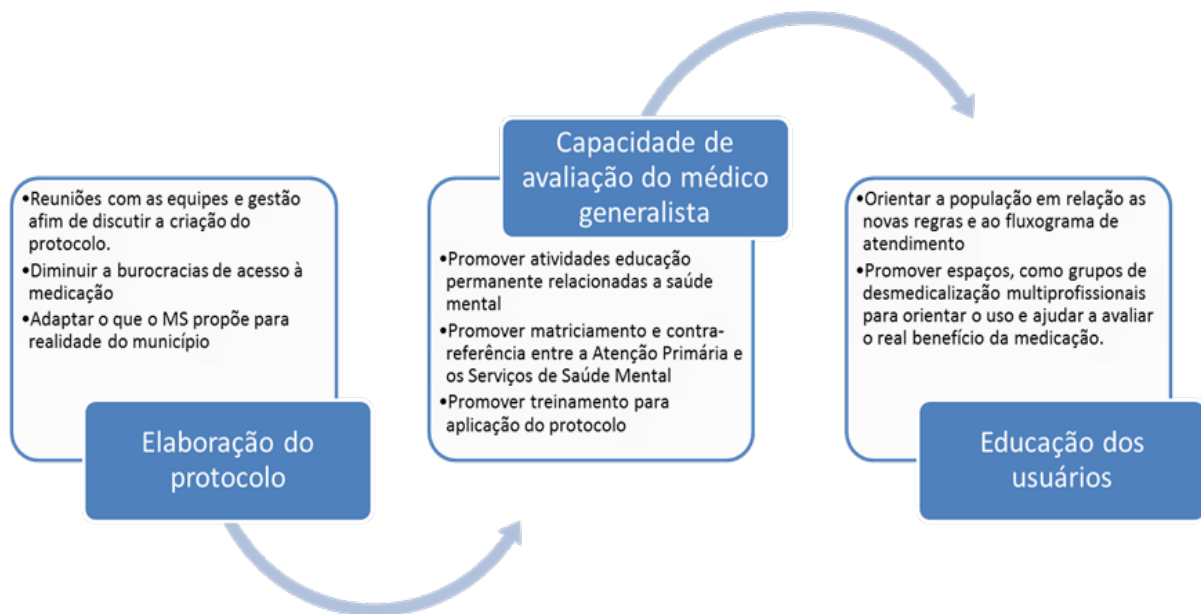 •Reuniões com as equipes e gestão
afim de discutir a criação do
protocolo.
•Diminuir a burocracias de acesso à
medicação
•Adaptar o que o MS propõe para
realidade do município
Elaboração do
protocolo
Capacidade de
avaliação do médico
generalista
•Promover atividades educação
permanente relacionadas a saúde
mental
•Promover matriciamento e contra-
referência entre a Atenção Primária e
os Serviços de Saúde Mental
•Promover treinamento para
aplicação do protocolo
•Orientar a população em relação as
novas regras e ao fluxograma de
atendimento
•Promover espaços, como grupos de
desmedicalização multiprofissionais
para orientar o uso e ajudar a avaliar
o real benefício da medicação.
Educação dos
usuários